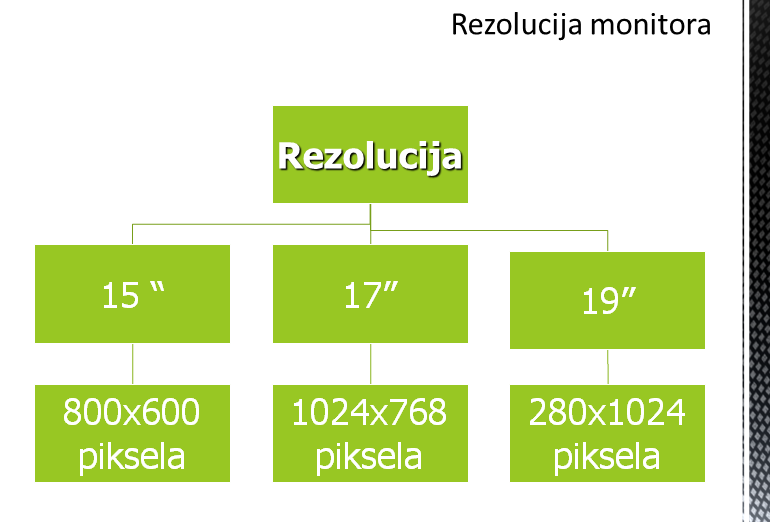 Rezolucija monitora
Rezolucija
15 “
17”
19”
800x600
piksela
1024x768
piksela
280x1024
piksela